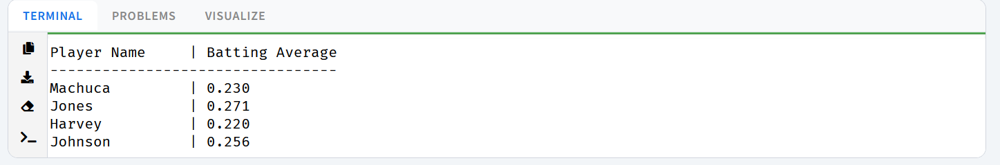 TERMINAL PROBLEMS VISUALIZE
Player Name     | Batting Average
---------------------------------
Machuca         | 0.230
Jones           | 0.271
Harvey          | 0.220
Johnson         | 0.256